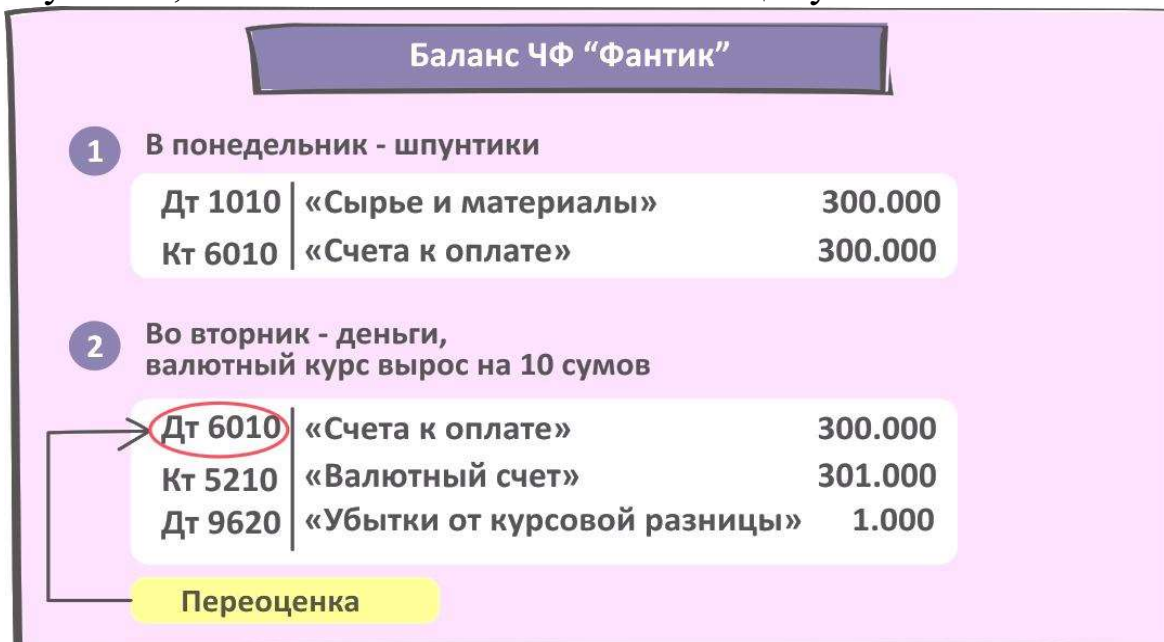 Баланс ЧФ “Фантик”
1 В понедельник - шпунтики
Дт 1010 «Сырье и материалы» 300.000
Кт 6010 «Счета к оплате» 300.000
2 Во вторник - деньги,
валютный курс вырос на 10 сумов
Дт 6010 «Счета к оплате» 300.000
Кт 5210 «Валютный счет» 301.000
Дт 9620 «Убытки от курсовой разницы» 1.000
Переоценка